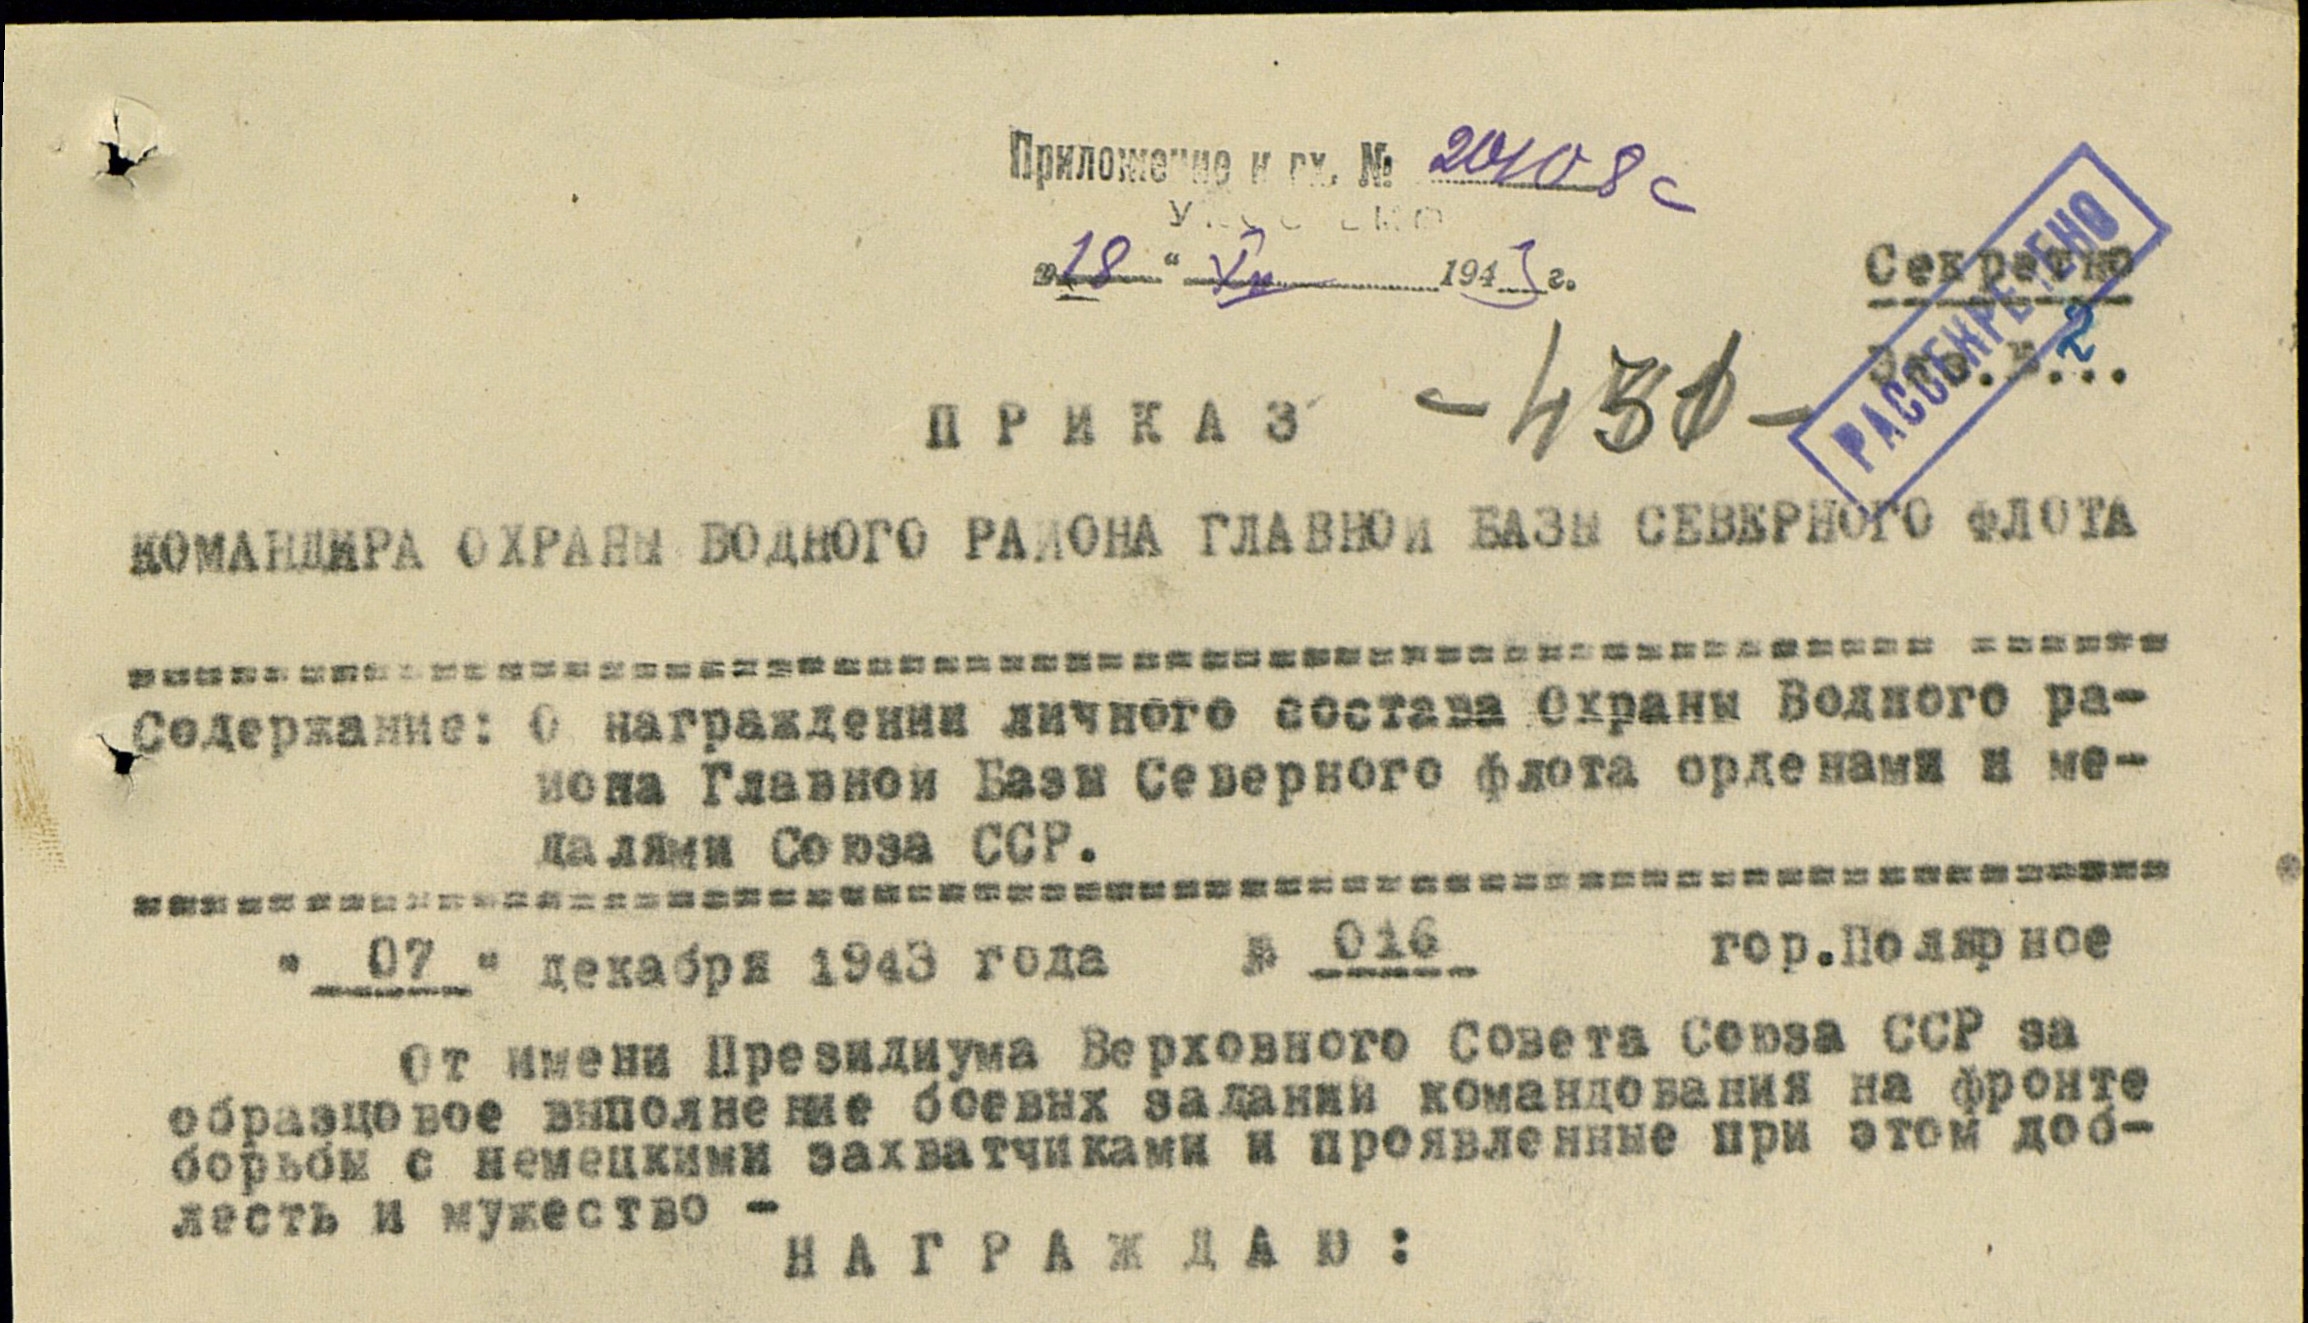 Приложение к вх. № 20108с
"18" XII 1943 г.
Секретно
РАССЕКРЕЧЕНО
Экз.№ 2...
ПРИКАЗ
КОМАНДИРА ОХРАНЫ ВОДНОГО РАЙОНА ГЛАВНОЙ БАЗЫ СЕВЕРНОГО ФЛОТА
Содержание: О награждении личного состава Охраны Водного ра-
йона Главной Базы Северного флота орденами и ме-
далями Союза ССР.
"07" декабря 1943 года № 016 гор.Полярное
От имени Президиума Верховного Совета Союза ССР за
образцовое выполнение боевых заданий командования на фронте
борьбы с немецкими захватчиками и проявленные при этом доб-
лесть и мужество -
НАГРАЖДАЮ: